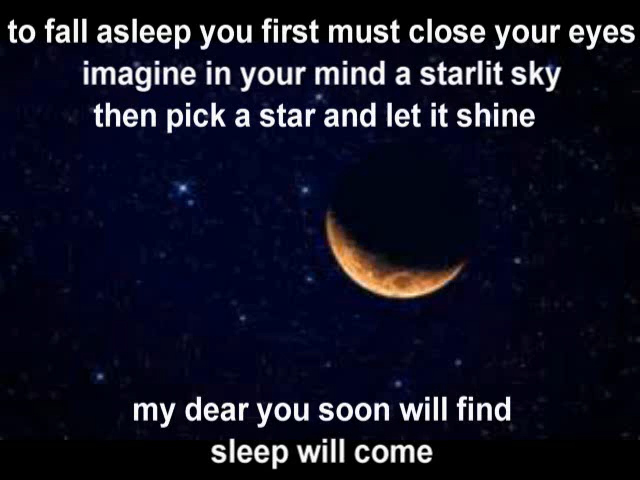 to fall asleep you first must close your eyes
imagine in your mind a starlit sky
then pick a star and let it shine
my dear you soon will find
sleep will come